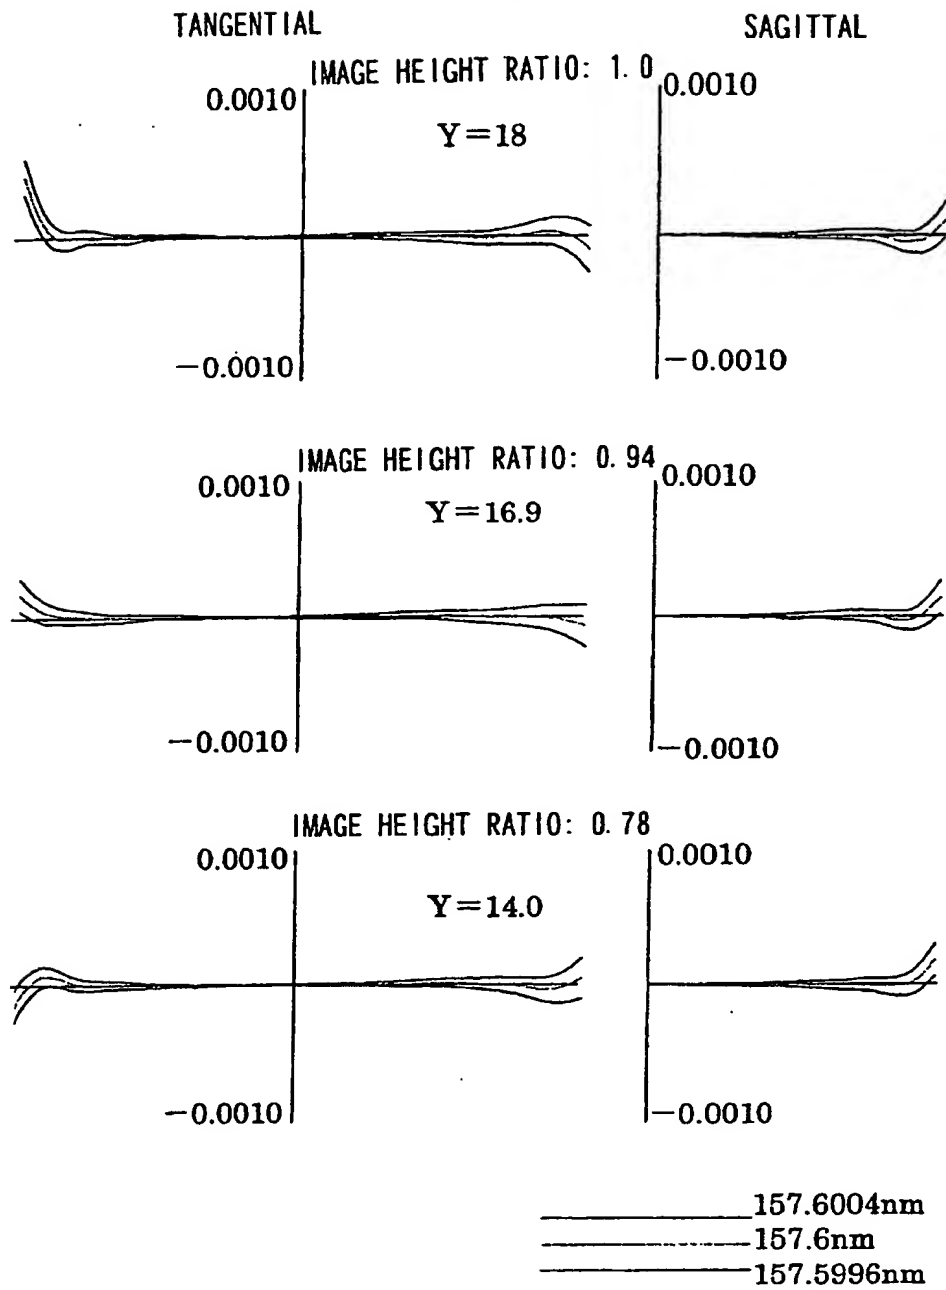 TANGENTIAL SAGITTAL
IMAGE HEIGHT RATIO: 1.0
0.0010 0.0010
Y=18
−0.0010 −0.0010
IMAGE HEIGHT RATIO: 0.94
0.0010 0.0010
Y=16.9
−0.0010 −0.0010
IMAGE HEIGHT RATIO: 0.78
0.0010 0.0010
Y=14.0
−0.0010 −0.0010
157.6004nm
157.6nm
157.5996nm